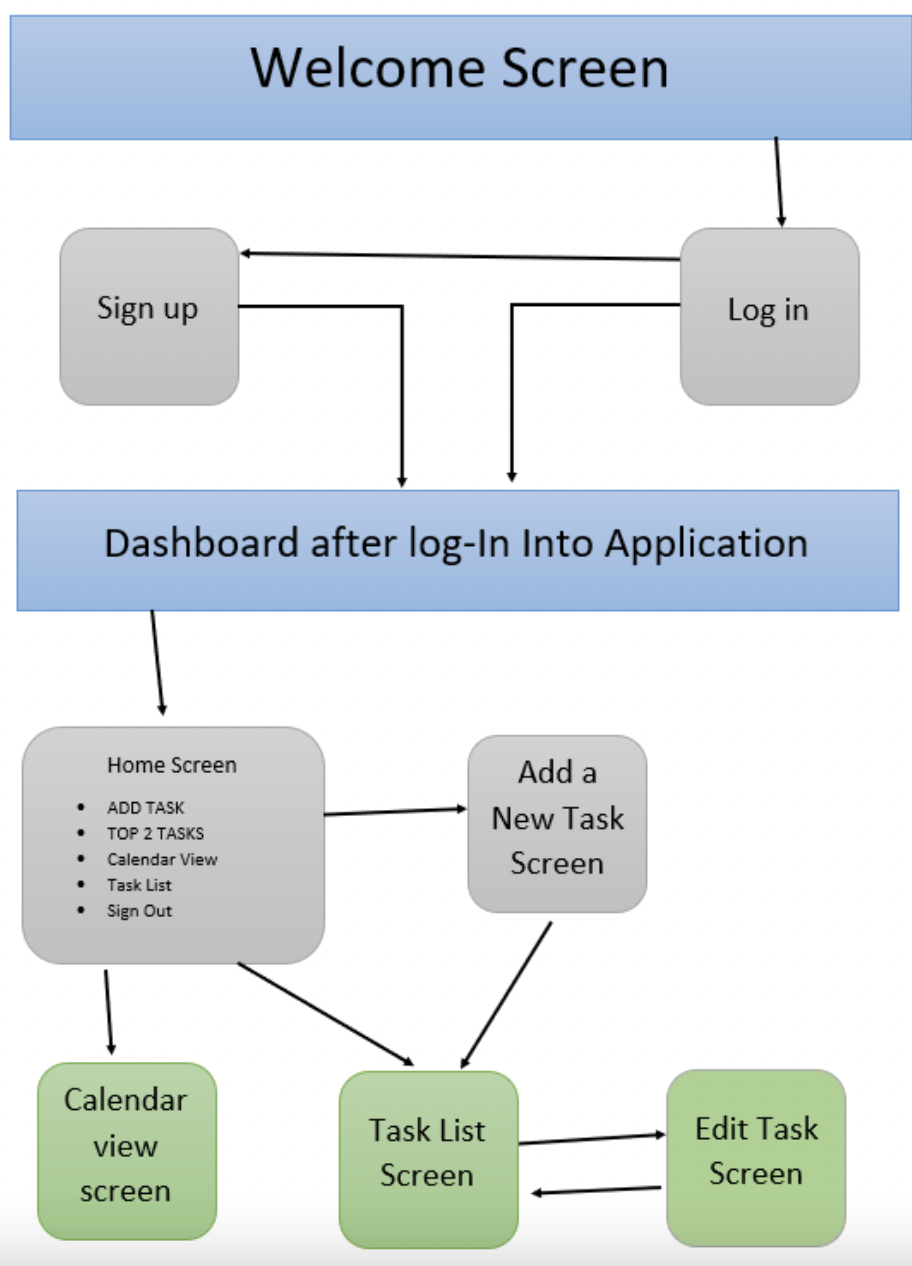 Welcome Screen
Sign up
Log in
Dashboard after log-In Into Application
Home Screen
• ADD TASK
• TOP 2 TASKS
• Calendar View
• Task List
• Sign Out
Add a
New Task
Screen
Calendar
view
screen
Task List
Screen
Edit Task
Screen